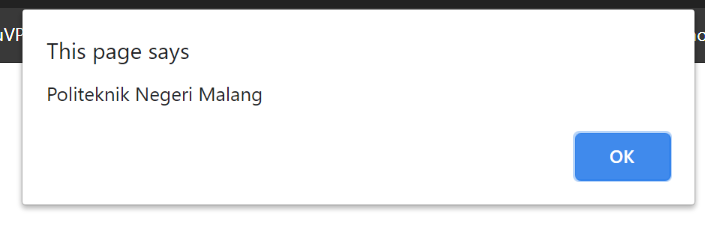 This page says
Politeknik Negeri Malang
OK